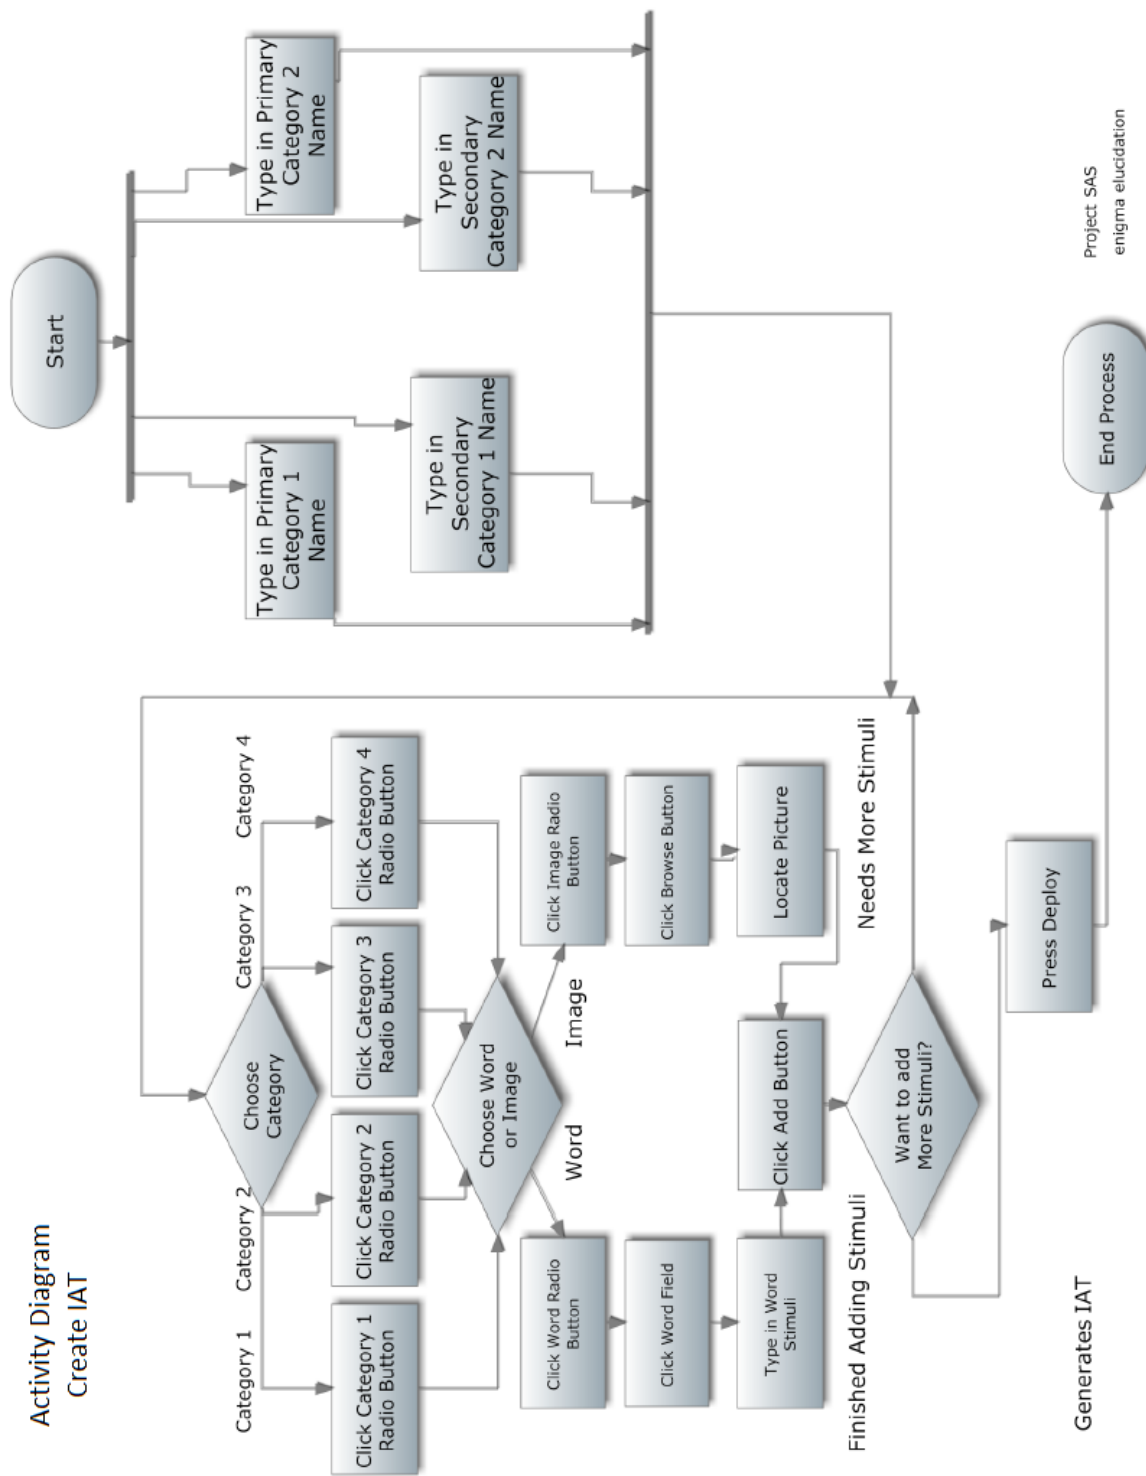 Activity Diagram
Create IAT
Start
Type in Primary
Category 1
Name
Type in Secondary
Category 1 Name
Type in Secondary
Category 2 Name
Type in Primary
Category 2
Name
Choose
Category
Category 1
Category 2
Category 3
Category 4
Click Category 1
Radio Button
Click Category 2
Radio Button
Click Category 3
Radio Button
Click Category 4
Radio Button
Choose Word
or Image
Word
Image
Click Word Radio
Button
Click Image Radio
Button
Click Word Field
Click Browse Button
Type in Word
Stimuli
Click Add Button
Locate Picture
Finished Adding Stimuli
Needs More Stimuli
Want to add
More Stimuli?
Press Deploy
Generates IAT
End Process
Project SAS
enigma elucidation